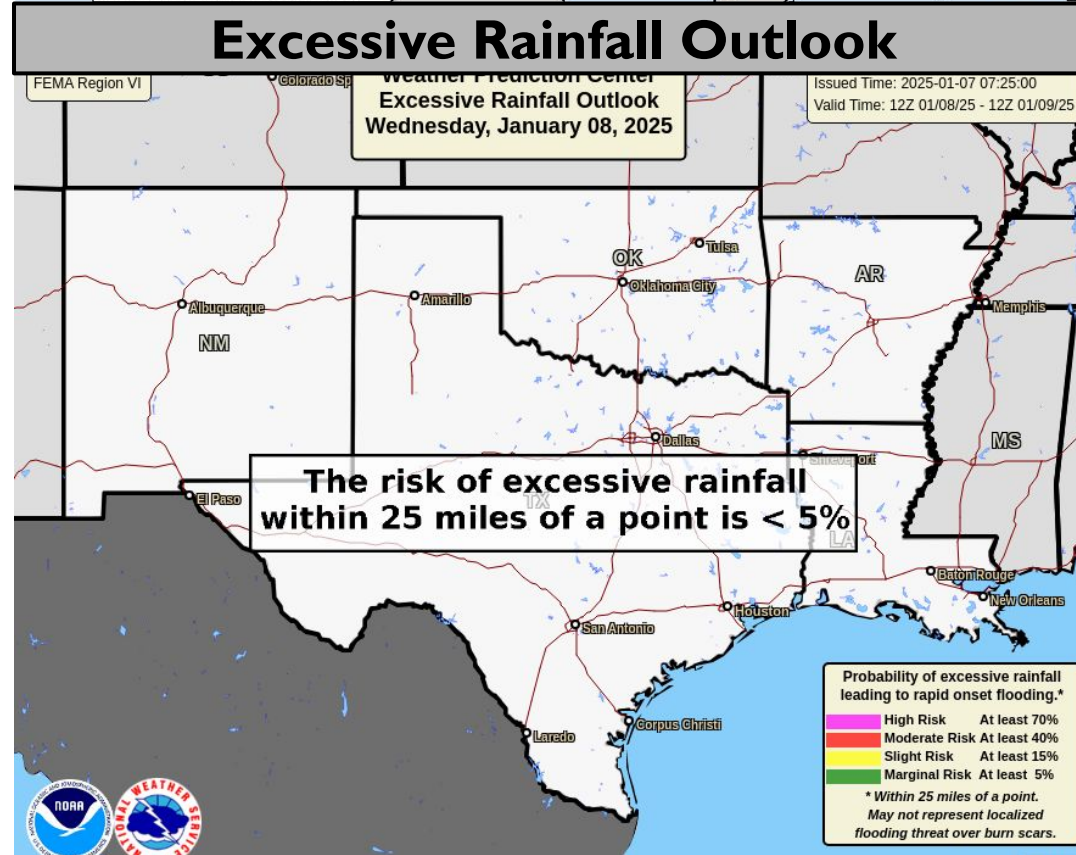 Excessive Rainfall Outlook
FEMA Region VI
Colorado Sp
Weather Prediction Center
Excessive Rainfall Outlook
Wednesday, January 08, 2025
Issued Time: 2025-01-07 07:25:00
Valid Time: 12Z 01/08/25 - 12Z 01/09/25
OK
Tulsa
Oklahoma City
AR
Albuquerque
Amarillo
Memphis
NM
Dallas
MS
Shreveport
The risk of excessive rainfall
within 25 miles of a point is < 5%
TX
LA
El Paso
Baton Rouge
New Orleans
Houston
San Antonio
Corpus Christi
Laredo
Probability of excessive rainfall
leading to rapid onset flooding.*
High Risk At least 70%
Moderate Risk At least 40%
Slight Risk At least 15%
Marginal Risk At least 5%
* Within 25 miles of a point.
May not represent localized
flooding threat over burn scars.
NOAA
NATIONAL WEATHER SERVICE